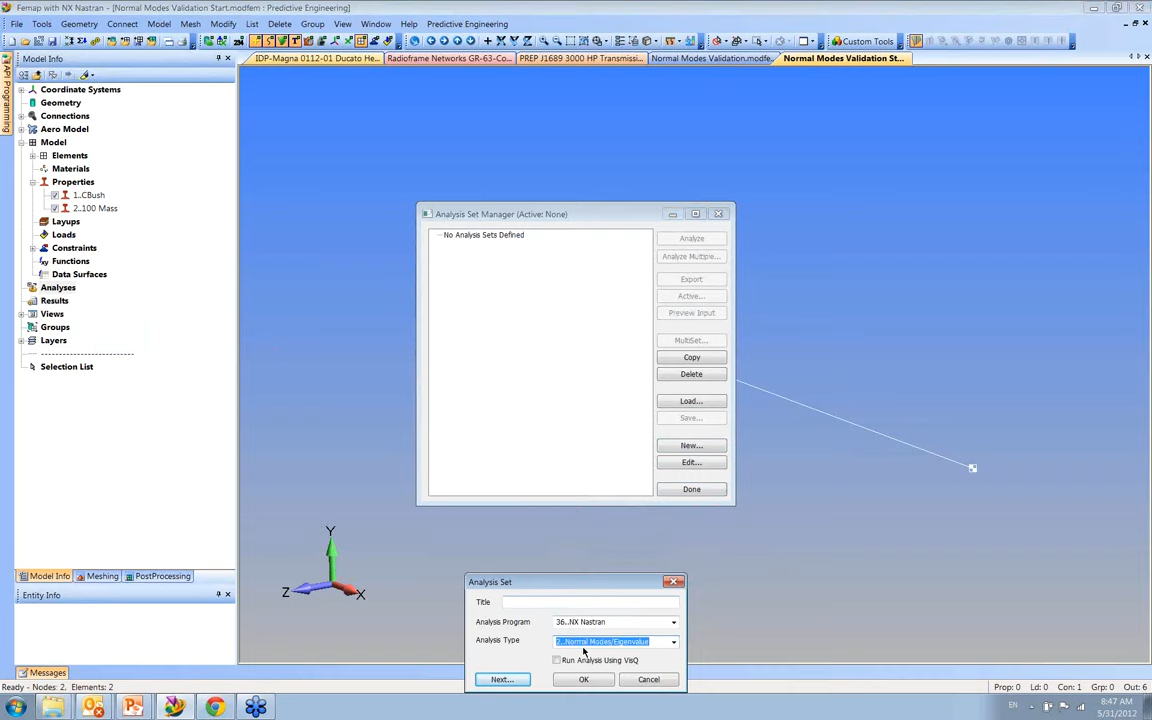 Femap with NX Nastran - [Normal Modes Validation Start.modfem : Predictive Engineering]
File Tools Geometry Connect Model Mesh Modify List Delete Group View Window Help Predictive Engineering
Custom Tools
Model Info
IDP-Magna 0112-01 Ducato He... Radioframe Networks GR-63-Co... PREP J1689 3000 HP Transmissi... Normal Modes Validation.modfe... Normal Modes Validation St...
API Programming
Coordinate Systems
Geometry
Connections
Aero Model
Model
Elements
Materials
Properties
1..CBush
2..100 Mass
Layups
Loads
Constraints
Functions
Data Surfaces
Analyses
Results
Views
Groups
Layers
Selection List
Analysis Set Manager (Active: None)
No Analysis Sets Defined
Analyze
Analyze Multiple...
Export
Active...
Preview Input
MultiSet...
Copy
Delete
Load...
Save...
New...
Edit...
Done
Y
Z
X
Model Info Meshing PostProcessing
Entity Info
Analysis Set
Title
Analysis Program 36..NX Nastran
Analysis Type 2..Normal Modes/Eigenvalue
Run Analysis Using VisQ
Next... OK Cancel
Messages
Ready - Nodes: 2, Elements: 2
Prop: 0 Ld: 0 Con: 1 Grp: 0 Out: 6
EN
8:47 AM
5/31/2012